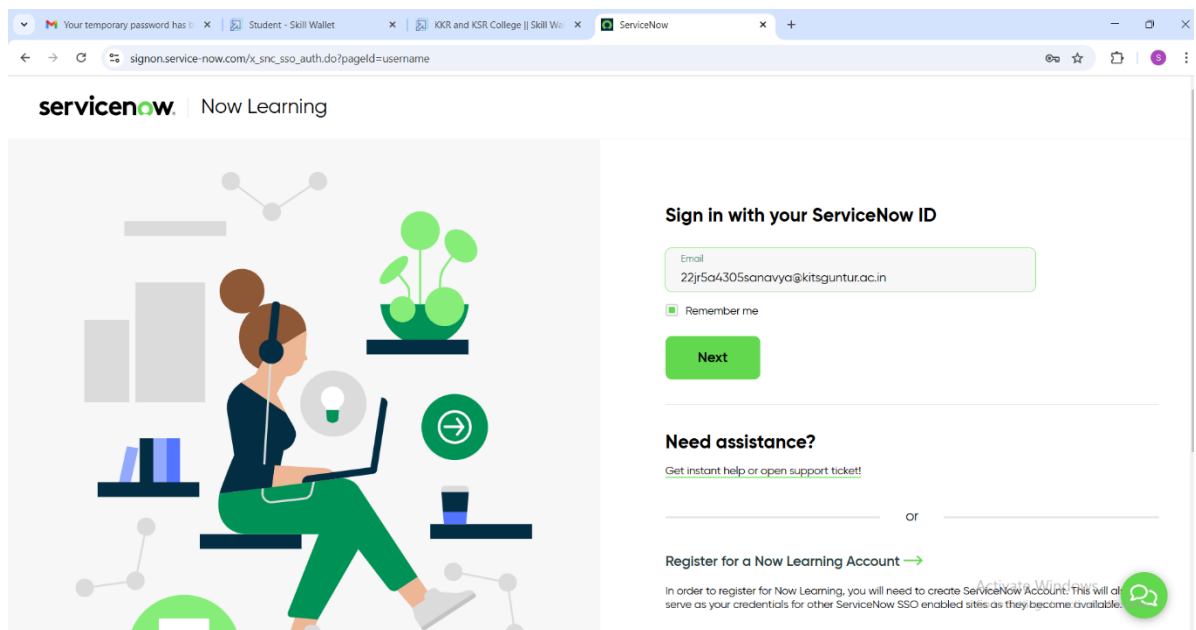 Your temporary password has b
Student - Skill Wallet
KKR and KSR College || Skill Wal
ServiceNow
signon.service-now.com/x_snc_sso_auth.do?pageId=username
S
servicenow. Now Learning
Sign in with your ServiceNow ID
Email
22jr5a4305sanavya@kitsguntur.ac.in
Remember me
Next
Need assistance?
Get instant help or open support ticket!
or
Register for a Now Learning Account
In order to register for Now Learning, you will need to create ServiceNow Account. This will al
serve as your credentials for other ServiceNow SSO enabled sites as they become available.
Activate Windows